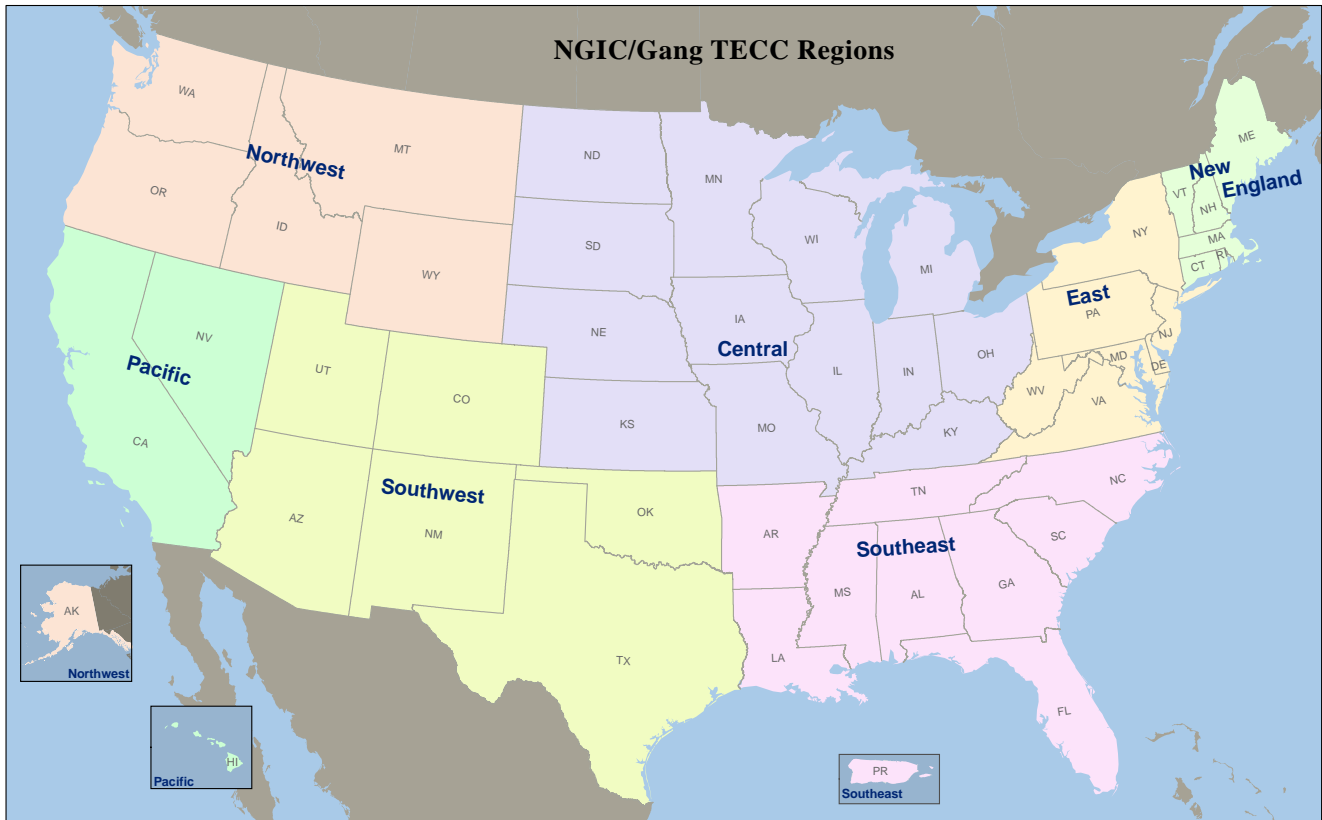 NGIC/Gang TECC Regions
WA
MT
ND
MN
ME
Northwest
New
England
OR
ID
VT
NH
NY
WI
SD
MI
MA
WY
CT
RI
East
PA
NV
IA
NE
Central
NJ
OH
MD
DE
UT
Pacific
IL
IN
WV
VA
CO
KS
MO
KY
CA
NC
TN
Southwest
AZ
NM
OK
AR
SC
Southeast
MS
AL
GA
AK
Northwest
TX
LA
FL
HI
Pacific
PR
Southeast